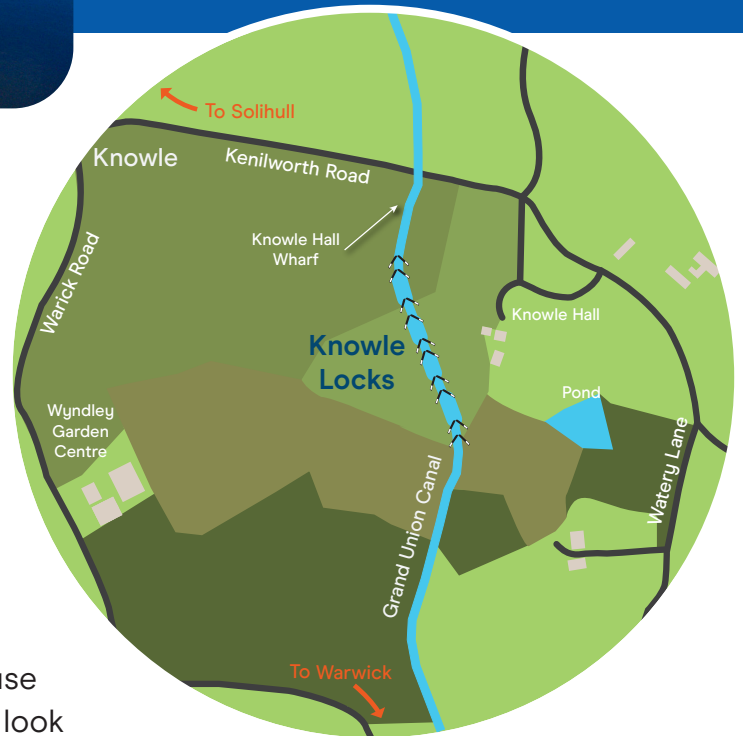 To Solihull
Knowle
Kenilworth Road
Knowle Hall
Wharf
Warick Road
Knowle Hall
Knowle
Locks
Pond
Wyndley
Garden
Centre
Watery Lane
Grand Union Canal
To Warwick
look